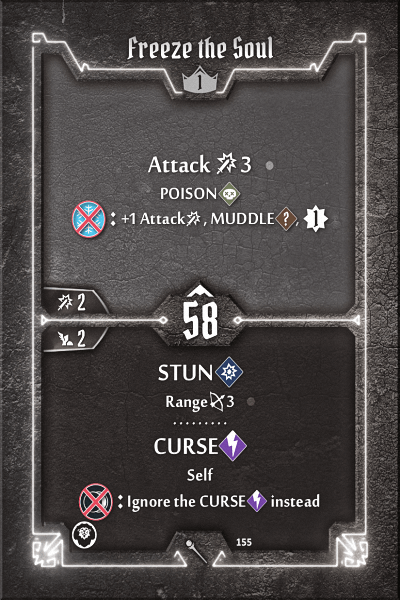 Freeze the Soul
1
Attack 3
POISON
: +1 Attack, MUDDLE ?, 1
2
58
2
STUN
Range 3
CURSE
Self
: Ignore the CURSE instead
155